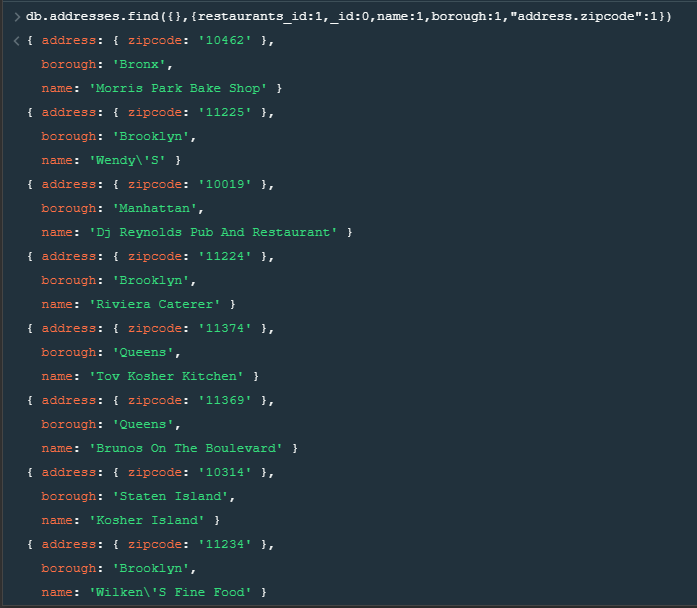 > db.addresses.find({},{restaurants_id:1,_id:0,name:1,borough:1,"address.zipcode":1})
< { address: { zipcode: '10462' },
borough: 'Bronx',
name: 'Morris Park Bake Shop' }
{ address: { zipcode: '11225' },
borough: 'Brooklyn',
name: 'Wendy\'S' }
{ address: { zipcode: '10019' },
borough: 'Manhattan',
name: 'Dj Reynolds Pub And Restaurant' }
{ address: { zipcode: '11224' },
borough: 'Brooklyn',
name: 'Riviera Caterer' }
{ address: { zipcode: '11374' },
borough: 'Queens',
name: 'Tov Kosher Kitchen' }
{ address: { zipcode: '11369' },
borough: 'Queens',
name: 'Brunos On The Boulevard' }
{ address: { zipcode: '10314' },
borough: 'Staten Island',
name: 'Kosher Island' }
{ address: { zipcode: '11234' },
borough: 'Brooklyn',
name: 'Wilken\'S Fine Food' }